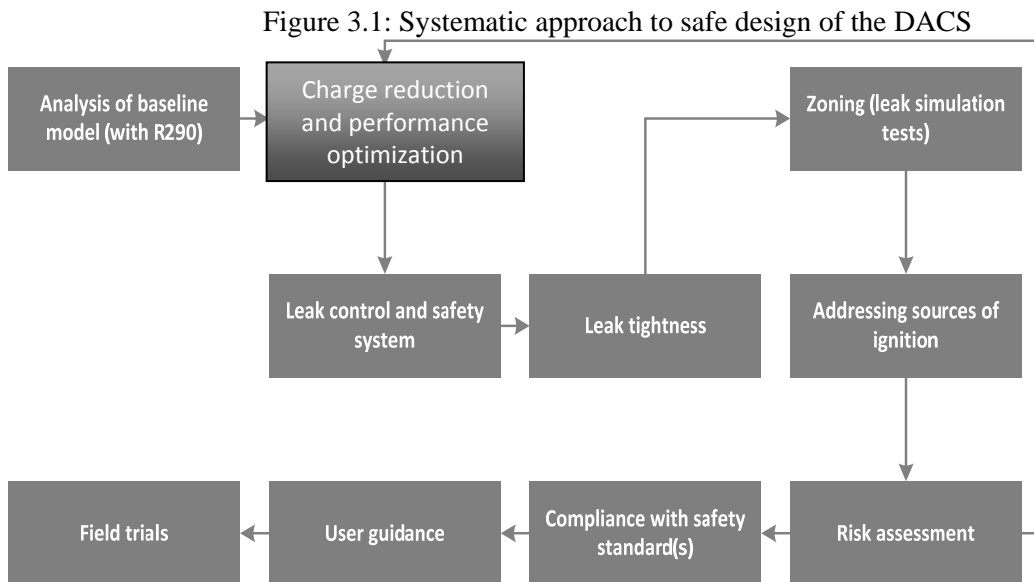 Figure 3.1: Systematic approach to safe design of the DACS
Analysis of baseline
model (with R290)
Charge reduction
and performance
optimization
Zoning (leak simulation
tests)
Leak control and safety
system
Leak tightness
Addressing sources of
ignition
Field trials
User guidance
Compliance with safety
standard(s)
Risk assessment